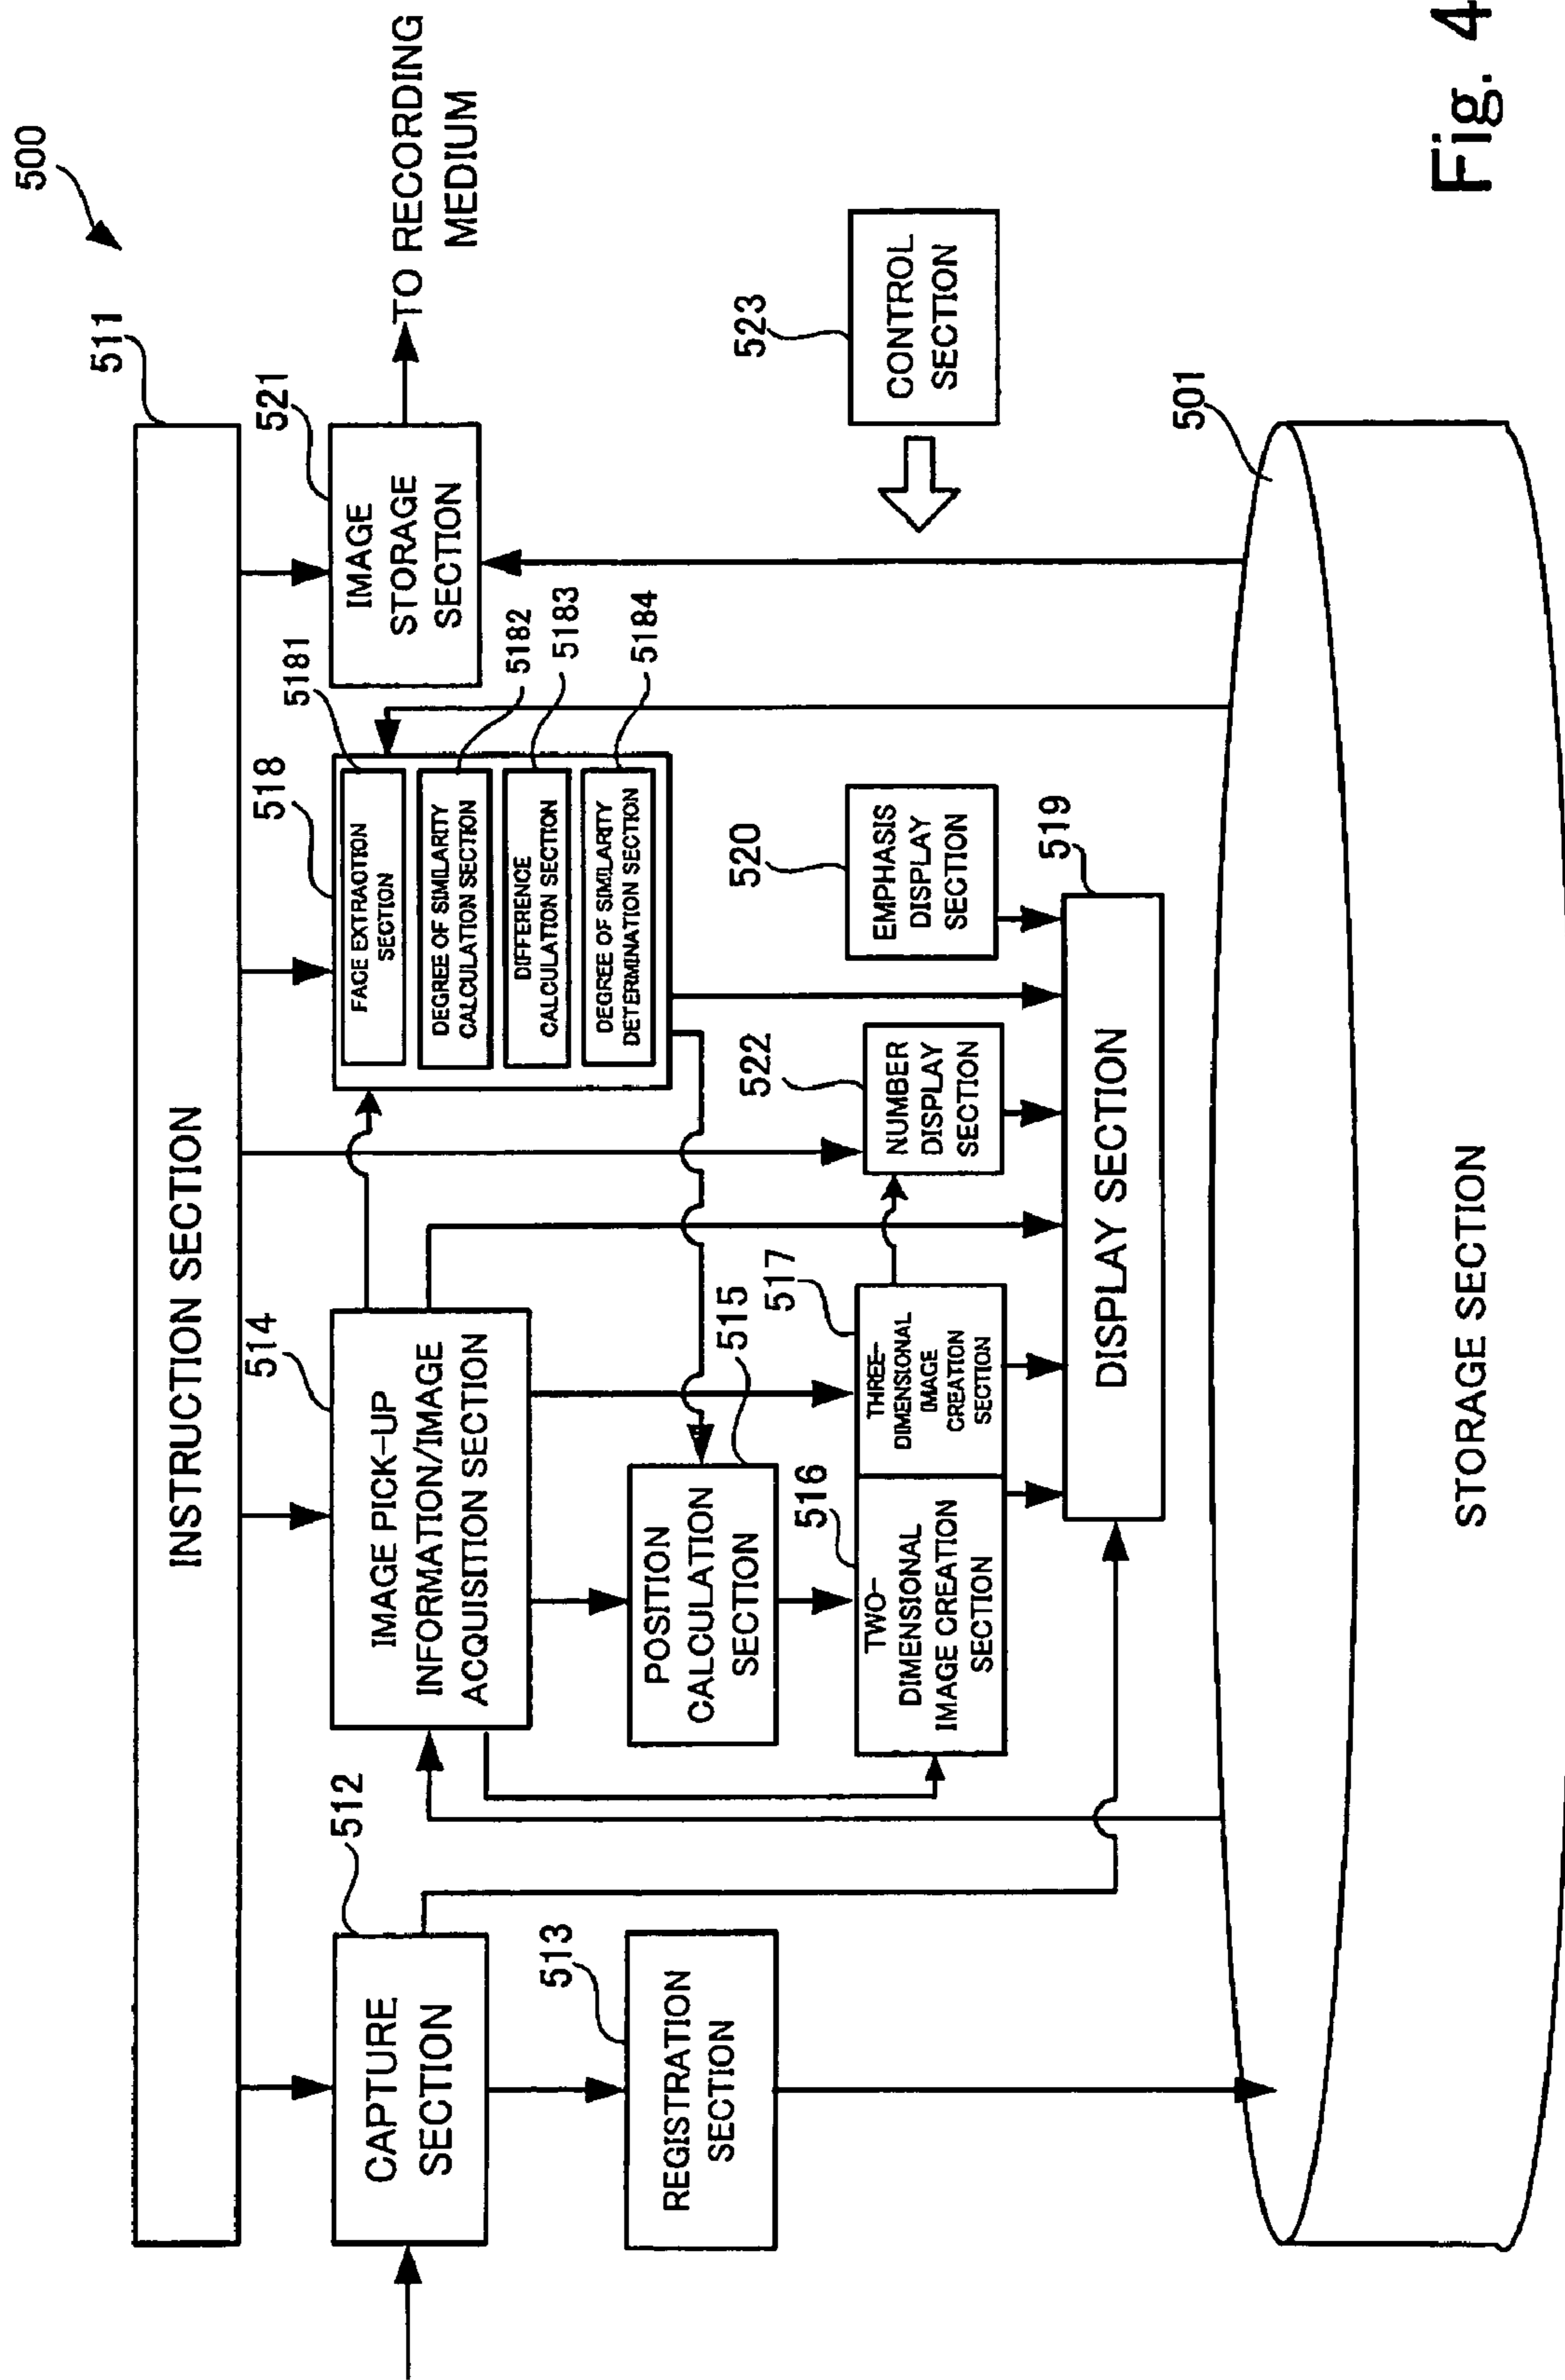 500
511
INSTRUCTION SECTION
512
CAPTURE
SECTION
513
REGISTRATION
SECTION
514
IMAGE PICK-UP
INFORMATION/IMAGE
ACQUISITION SECTION
515
POSITION
CALCULATION
SECTION
516
TWO-
DIMENSIONAL
IMAGE CREATION
SECTION
517
THREE-
DIMENSIONAL
IMAGE
CREATION
SECTION
518
5181
FACE EXTRACTION
SECTION
5182
DEGREE OF SIMILARITY
CALCULATION SECTION
5183
DIFFERENCE
CALCULATION SECTION
5184
DEGREE OF SIMILARITY
DETERMINATION SECTION
521
IMAGE
STORAGE
SECTION
TO RECORDING
MEDIUM
522
NUMBER
DISPLAY
SECTION
520
EMPHASIS
DISPLAY
SECTION
519
DISPLAY SECTION
523
CONTROL
SECTION
501
STORAGE SECTION
Fig. 4